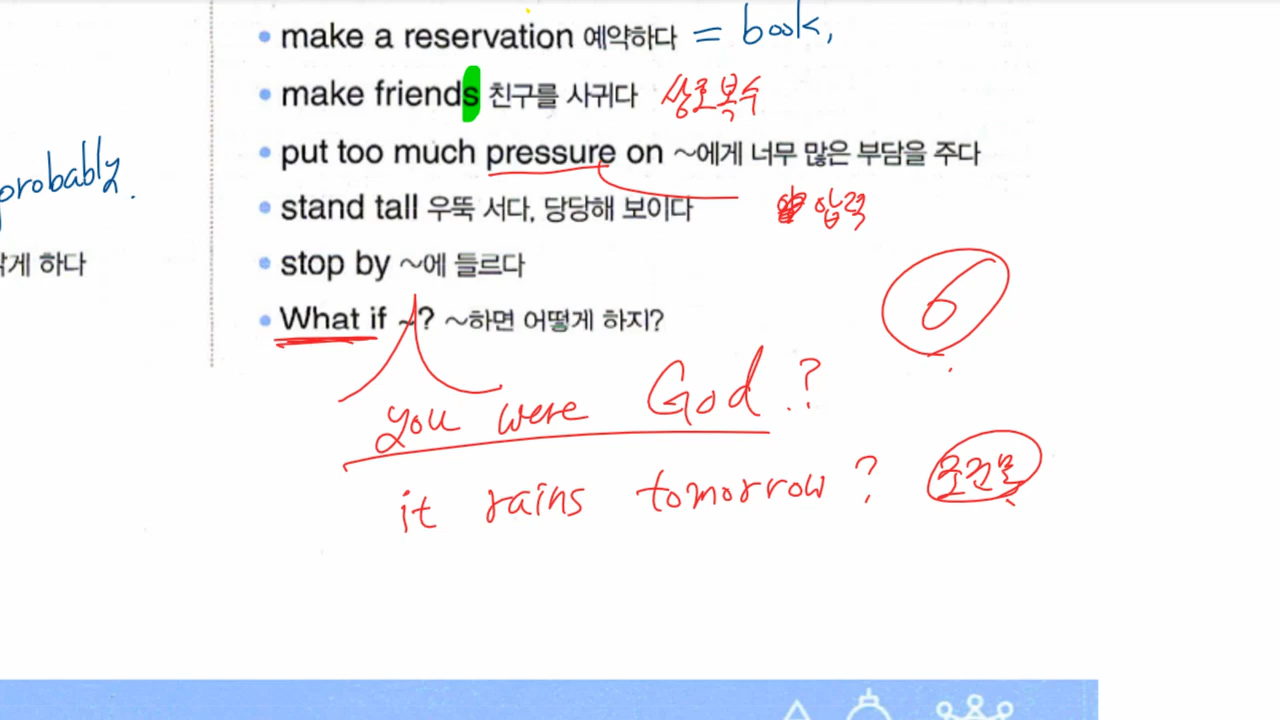 • make a reservation 예약하다 = book,
• make friends 친구를 사귀다 상호복수
• put too much pressure on ~에게 너무 많은 부담을 주다
probably.
• stand tall 우뚝 서다, 당당해 보이다 압력
• stop by ~에 들르다
게 하다
• What if ~? ~하면 어떻게 하지?
6
you were God?
it rains tomorrow? 조건문